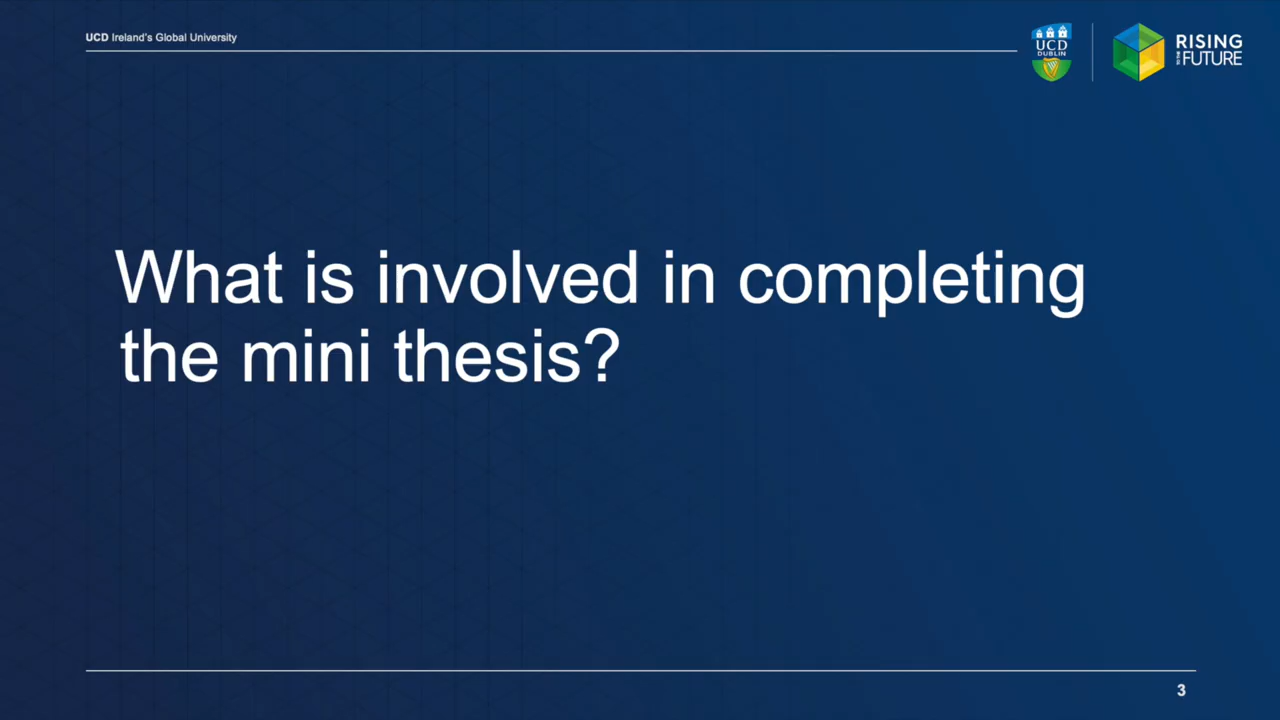 UCD Ireland's Global University
UCD
DUBLIN
RISING
FUTURE
What is involved in completing
the mini thesis?
3